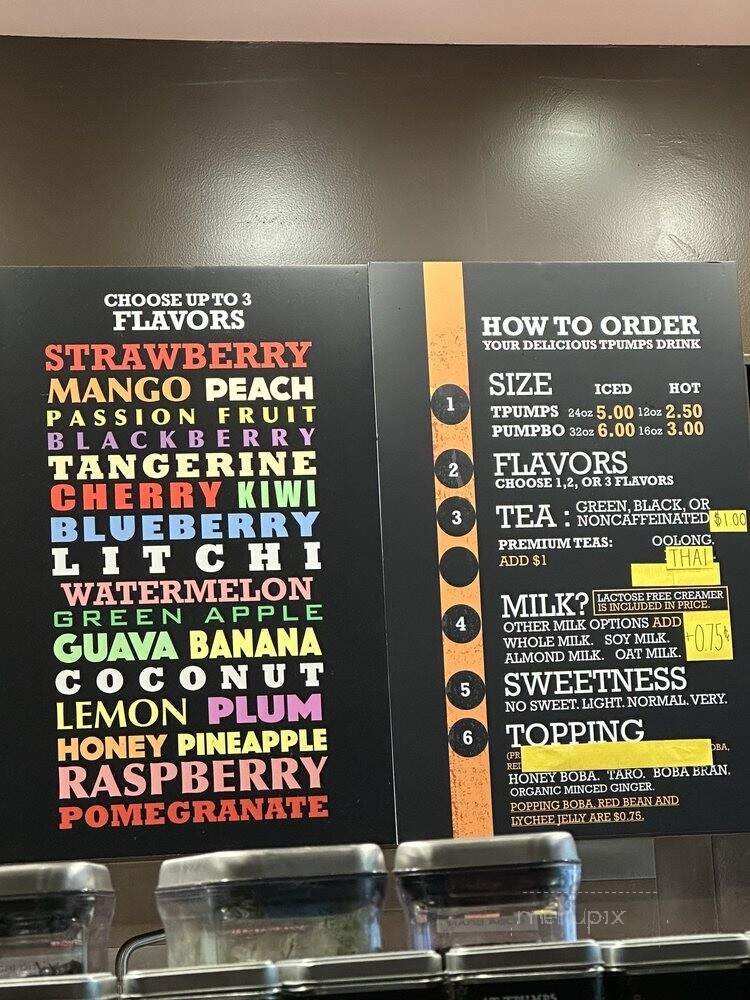 CHOOSE UP TO 3
FLAVORS
STRAWBERRY
MANGO PEACH
PASSION FRUIT
BLACKBERRY
TANGERINE
CHERRY KIWI
BLUEBERRY
LITCHI
WATERMELON
GREEN APPLE
GUAVA BANANA
COCONUT
LEMON PLUM
HONEY PINEAPPLE
RASPBERRY
POMEGRANATE
HOW TO ORDER
YOUR DELICIOUS TPUMPS DRINK
1 SIZE ICED HOT
TPUMPS 24oz 5.00 12oz 2.50
PUMPBO 32oz 6.00 16oz 3.00
2 FLAVORS
CHOOSE 1,2, OR 3 FLAVORS
3 TEA : GREEN, BLACK, OR
NONCAFFEINATED $1.00
PREMIUM TEAS: OOLONG.
ADD $1 THAI
4 MILK? LACTOSE FREE CREAMER
IS INCLUDED IN PRICE.
OTHER MILK OPTIONS ADD
WHOLE MILK. SOY MILK. +0.75¢
ALMOND MILK. OAT MILK.
5 SWEETNESS
NO SWEET. LIGHT. NORMAL. VERY.
6 TOPPING
HONEY BOBA. TARO. BOBA BRAN.
ORGANIC MINCED GINGER.
POPPING BOBA, RED BEAN AND
LYCHEE JELLY ARE $0.75.
menupix